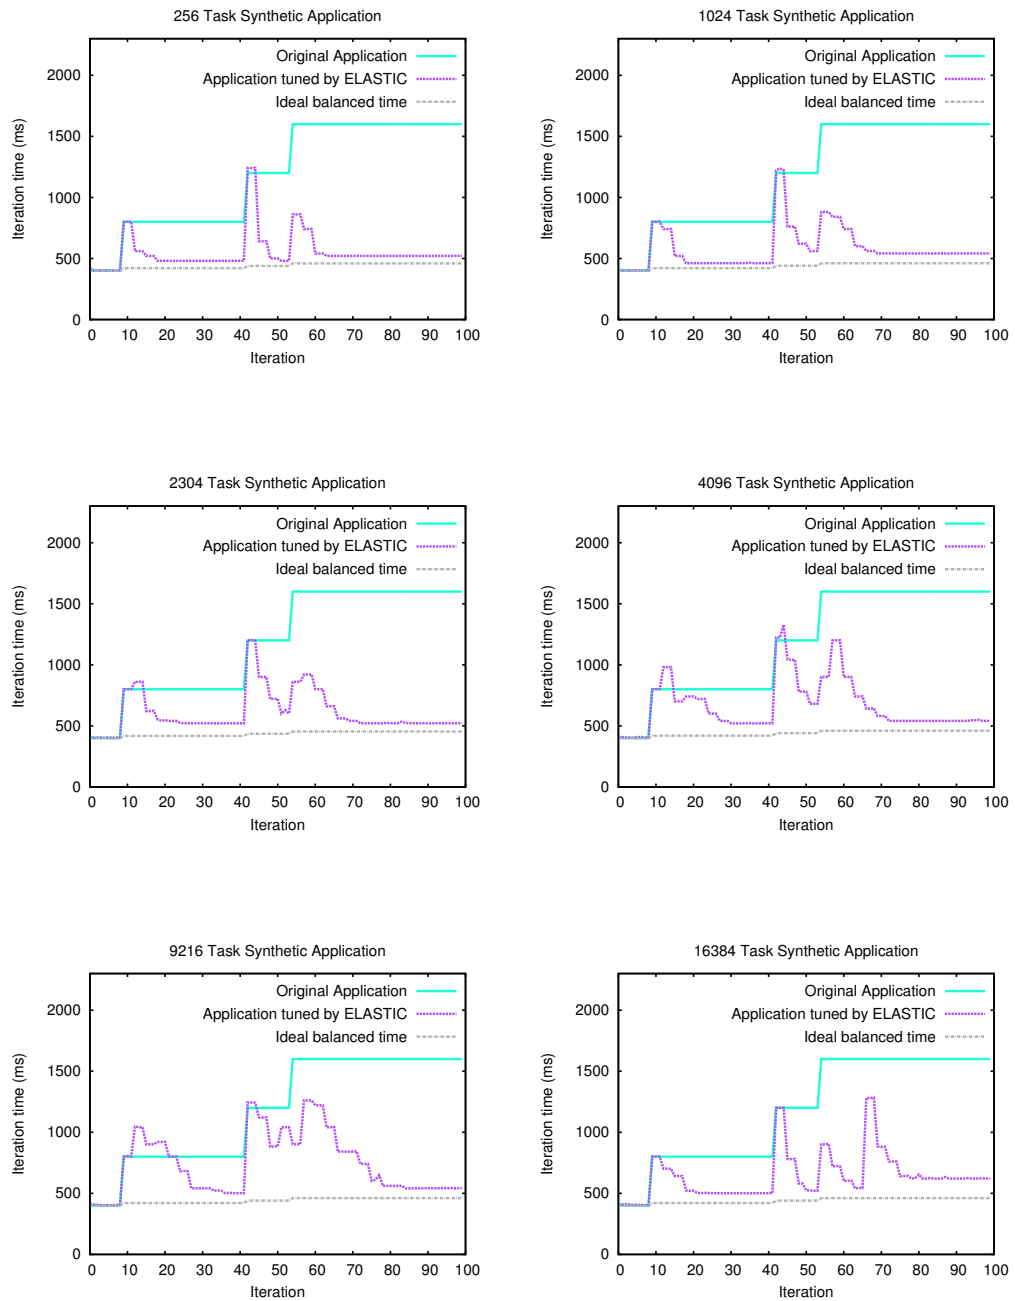 256 Task Synthetic Application
Iteration time (ms)
2000
1500
1000
500
0
Original Application
Application tuned by ELASTIC
Ideal balanced time
0 10 20 30 40 50 60 70 80 90 100
Iteration
1024 Task Synthetic Application
Iteration time (ms)
2000
1500
1000
500
0
Original Application
Application tuned by ELASTIC
Ideal balanced time
0 10 20 30 40 50 60 70 80 90 100
Iteration
2304 Task Synthetic Application
Iteration time (ms)
2000
1500
1000
500
0
Original Application
Application tuned by ELASTIC
Ideal balanced time
0 10 20 30 40 50 60 70 80 90 100
Iteration
4096 Task Synthetic Application
Iteration time (ms)
2000
1500
1000
500
0
Original Application
Application tuned by ELASTIC
Ideal balanced time
0 10 20 30 40 50 60 70 80 90 100
Iteration
9216 Task Synthetic Application
Iteration time (ms)
2000
1500
1000
500
0
Original Application
Application tuned by ELASTIC
Ideal balanced time
0 10 20 30 40 50 60 70 80 90 100
Iteration
16384 Task Synthetic Application
Iteration time (ms)
2000
1500
1000
500
0
Original Application
Application tuned by ELASTIC
Ideal balanced time
0 10 20 30 40 50 60 70 80 90 100
Iteration